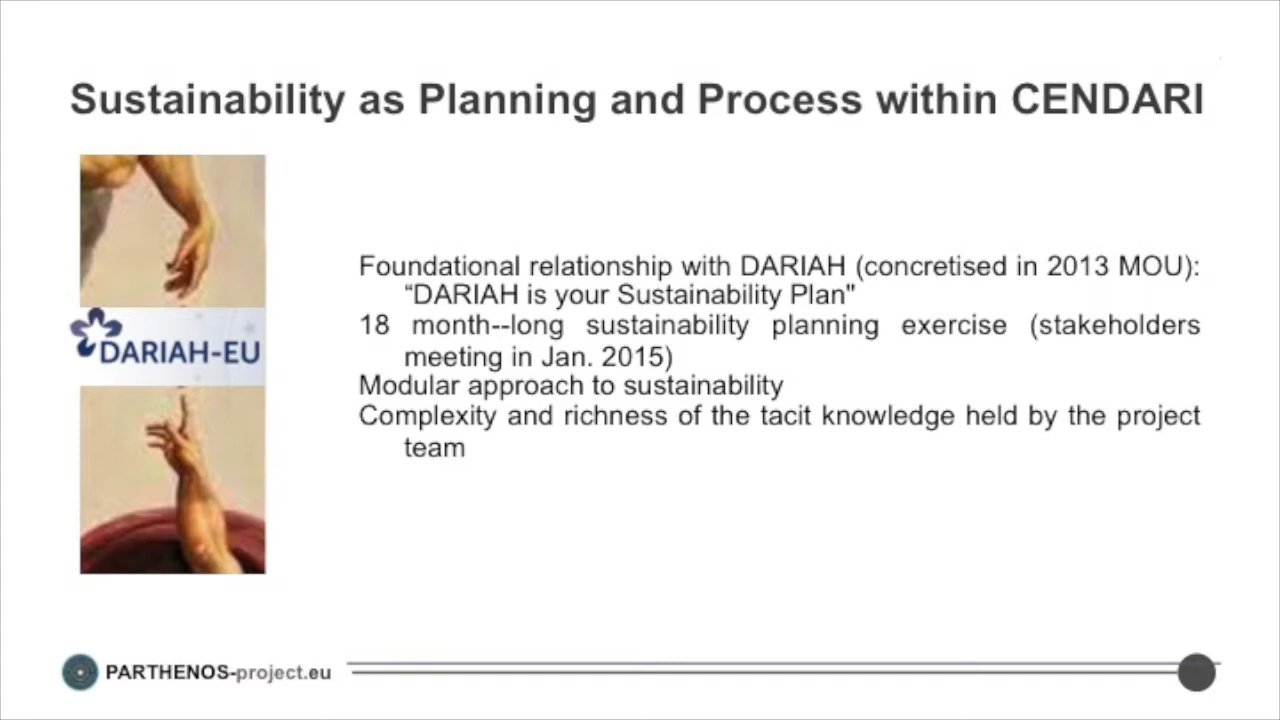 Sustainability as Planning and Process within CENDARI
DARIAH-EU
Foundational relationship with DARIAH (concretised in 2013 MOU):
“DARIAH is your Sustainability Plan"
18 month--long sustainability planning exercise (stakeholders
meeting in Jan. 2015)
Modular approach to sustainability
Complexity and richness of the tacit knowledge held by the project
team
PARTHENOS-project.eu